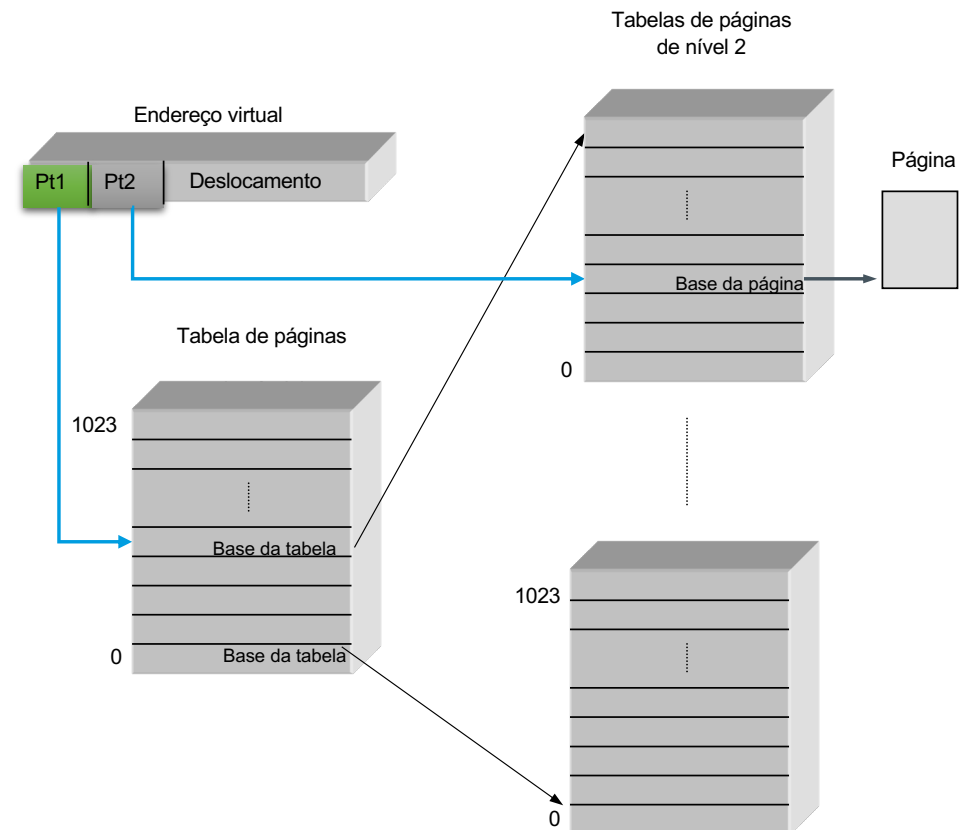 Tabelas de páginas
de nível 2
Endereço virtual
Pt1 Pt2 Deslocamento
Página
Base da página
0
Tabela de páginas
1023
Base da tabela
0 Base da tabela
1023
0